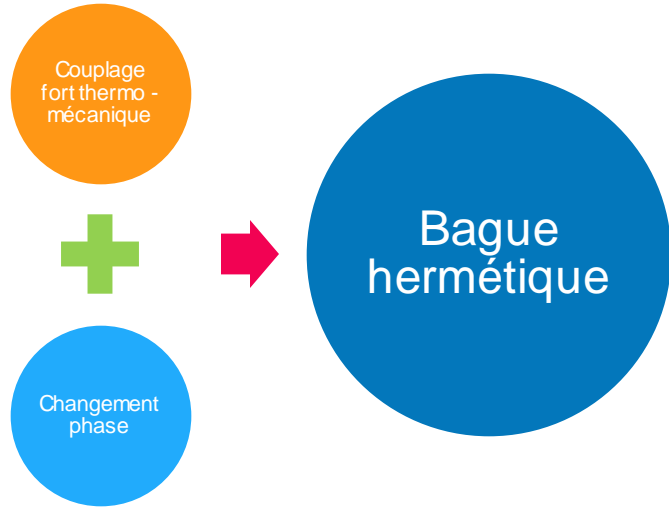 Couplage
fort thermo -
mécanique
Changement
phase
Bague
hermétique